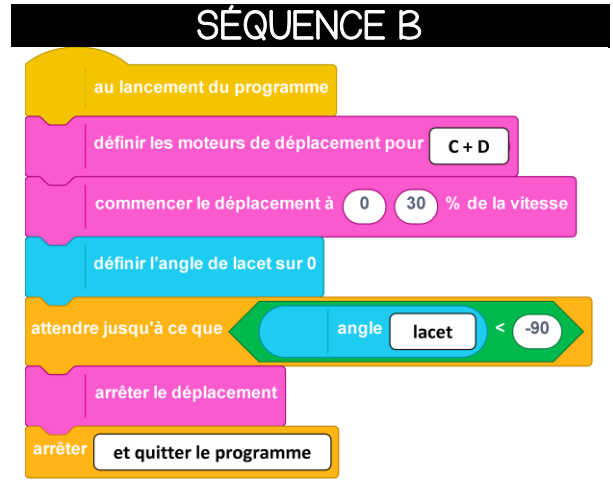 SÉQUENCE B
au lancement du programme
définir les moteurs de déplacement pour C + D
commencer le déplacement à 0 30 % de la vitesse
définir l'angle de lacet sur 0
attendre jusqu'à ce que angle lacet < -90
arrêter le déplacement
arrêter et quitter le programme